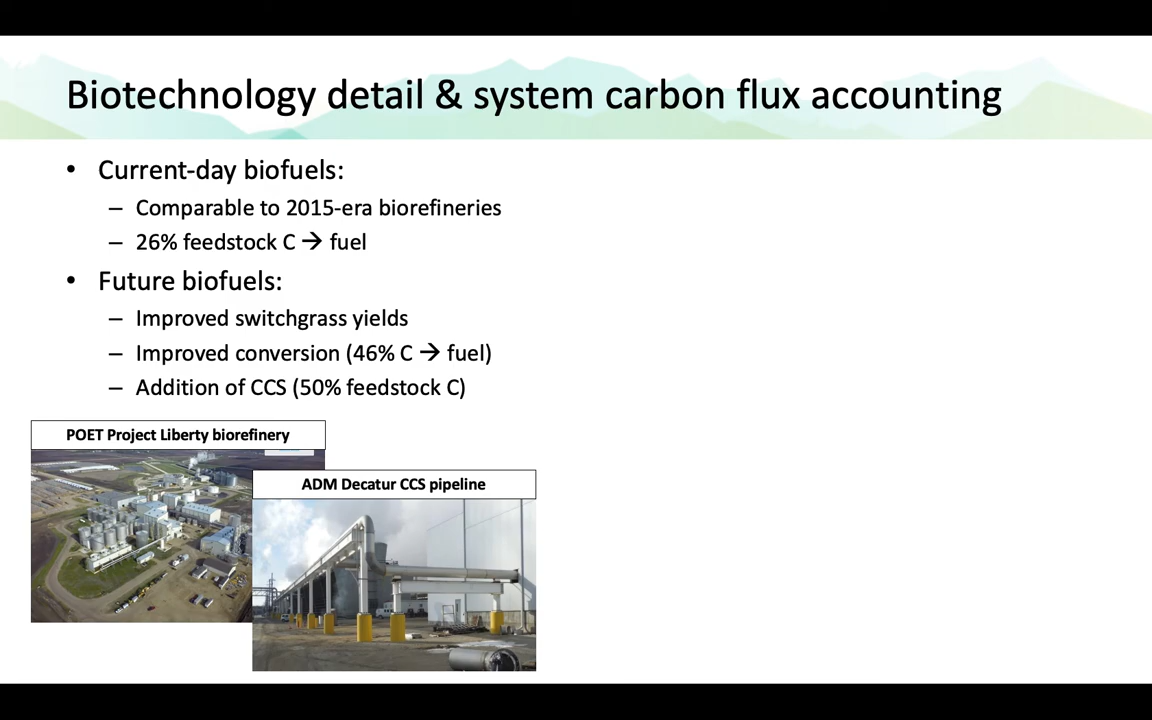 Biotechnology detail & system carbon flux accounting
• Current-day biofuels:
– Comparable to 2015-era biorefineries
– 26% feedstock C → fuel
• Future biofuels:
– Improved switchgrass yields
– Improved conversion (46% C → fuel)
– Addition of CCS (50% feedstock C)
POET Project Liberty biorefinery
ADM Decatur CCS pipeline